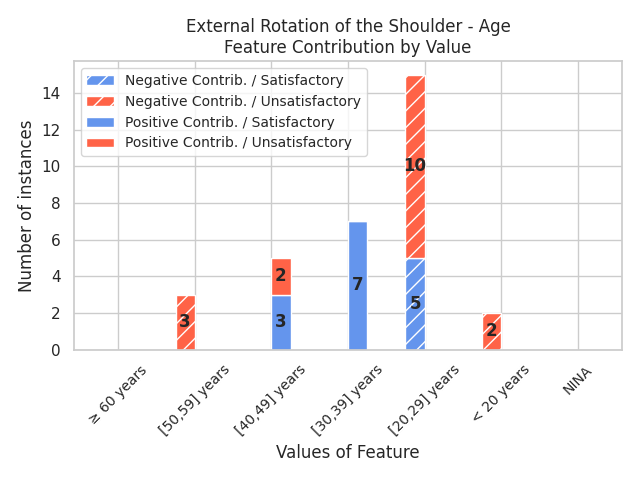 External Rotation of the Shoulder - Age
Feature Contribution by Value
Negative Contrib. / Satisfactory
Negative Contrib. / Unsatisfactory
Positive Contrib. / Satisfactory
Positive Contrib. / Unsatisfactory
Number of instances
14
12
10
8
6
4
2
0
3
2
3
7
10
5
2
≥ 60 years
[50,59] years
[40,49] years
[30,39] years
[20,29] years
< 20 years
NINA
Values of Feature